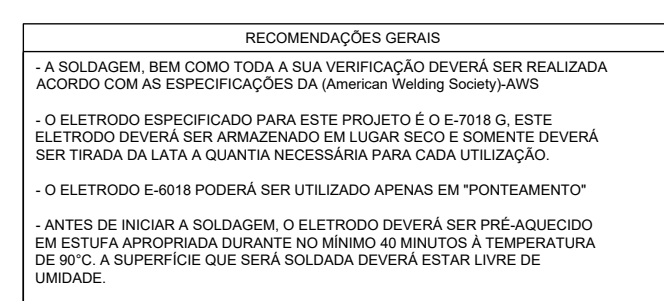 RECOMENDAÇÕES GERAIS
- A SOLDAGEM, BEM COMO TODA A SUA VERIFICAÇÃO DEVERÁ SER REALIZADA
ACORDO COM AS ESPECIFICAÇÕES DA (American Welding Society)-AWS
- O ELETRODO ESPECIFICADO PARA ESTE PROJETO É O E-7018 G, ESTE
ELETRODO DEVERÁ SER ARMAZENADO EM LUGAR SECO E SOMENTE DEVERÁ
SER TIRADA DA LATA A QUANTIA NECESSÁRIA PARA CADA UTILIZAÇÃO.
- O ELETRODO E-6018 PODERÁ SER UTILIZADO APENAS EM "PONTEAMENTO"
- ANTES DE INICIAR A SOLDAGEM, O ELETRODO DEVERÁ SER PRÉ-AQUECIDO
EM ESTUFA APROPRIADA DURANTE NO MÍNIMO 40 MINUTOS À TEMPERATURA
DE 90°C. A SUPERFÍCIE QUE SERÁ SOLDADA DEVERÁ ESTAR LIVRE DE
UMIDADE.